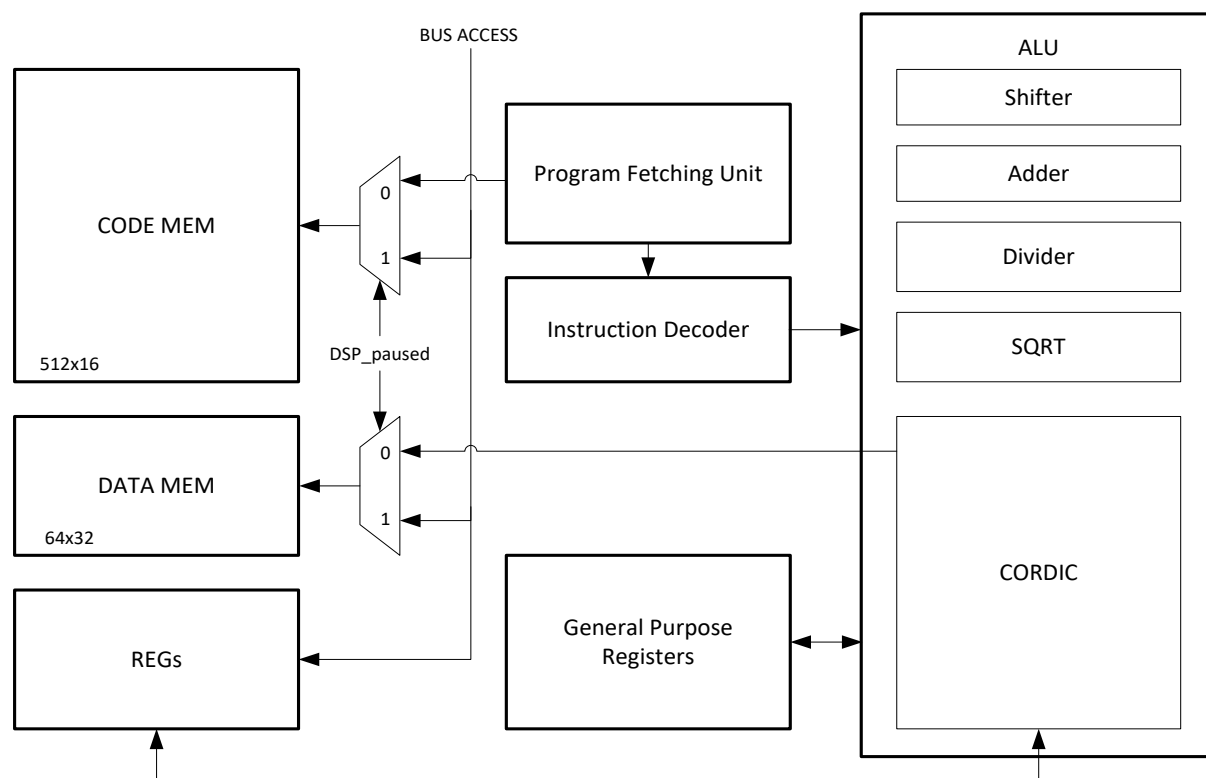 BUS ACCESS
CODE MEM
512x16
0
1
DSP_paused
DATA MEM
64x32
0
1
REGs
Program Fetching Unit
Instruction Decoder
General Purpose
Registers
ALU
Shifter
Adder
Divider
SQRT
CORDIC